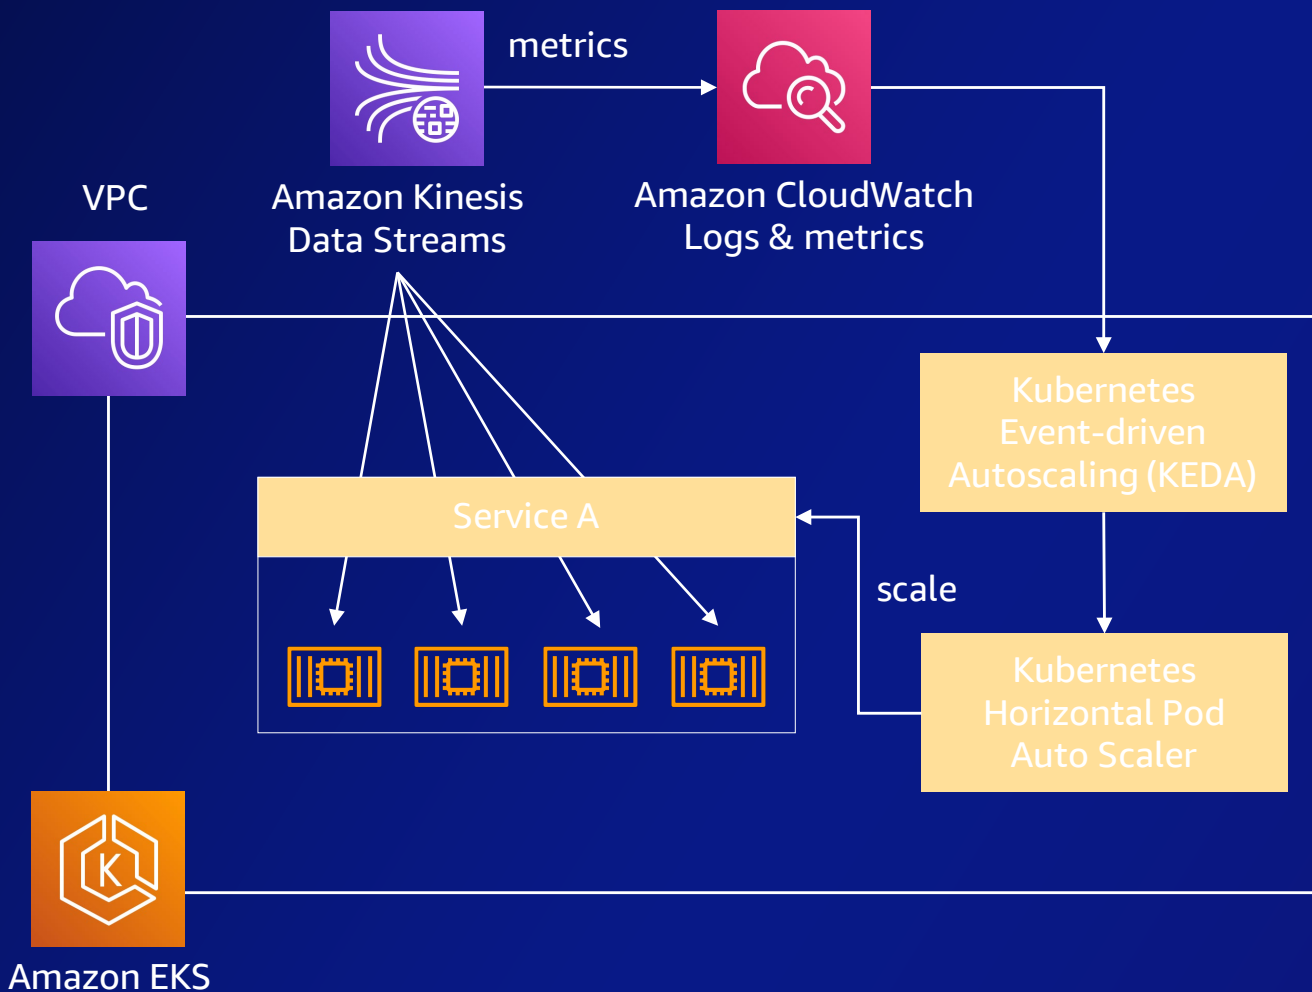 metrics
VPC
Amazon Kinesis
Data Streams
Amazon CloudWatch
Logs & metrics
Kubernetes
Event-driven
Autoscaling (KEDA)
Service A
scale
Kubernetes
Horizontal Pod
Auto Scaler
K
Amazon EKS